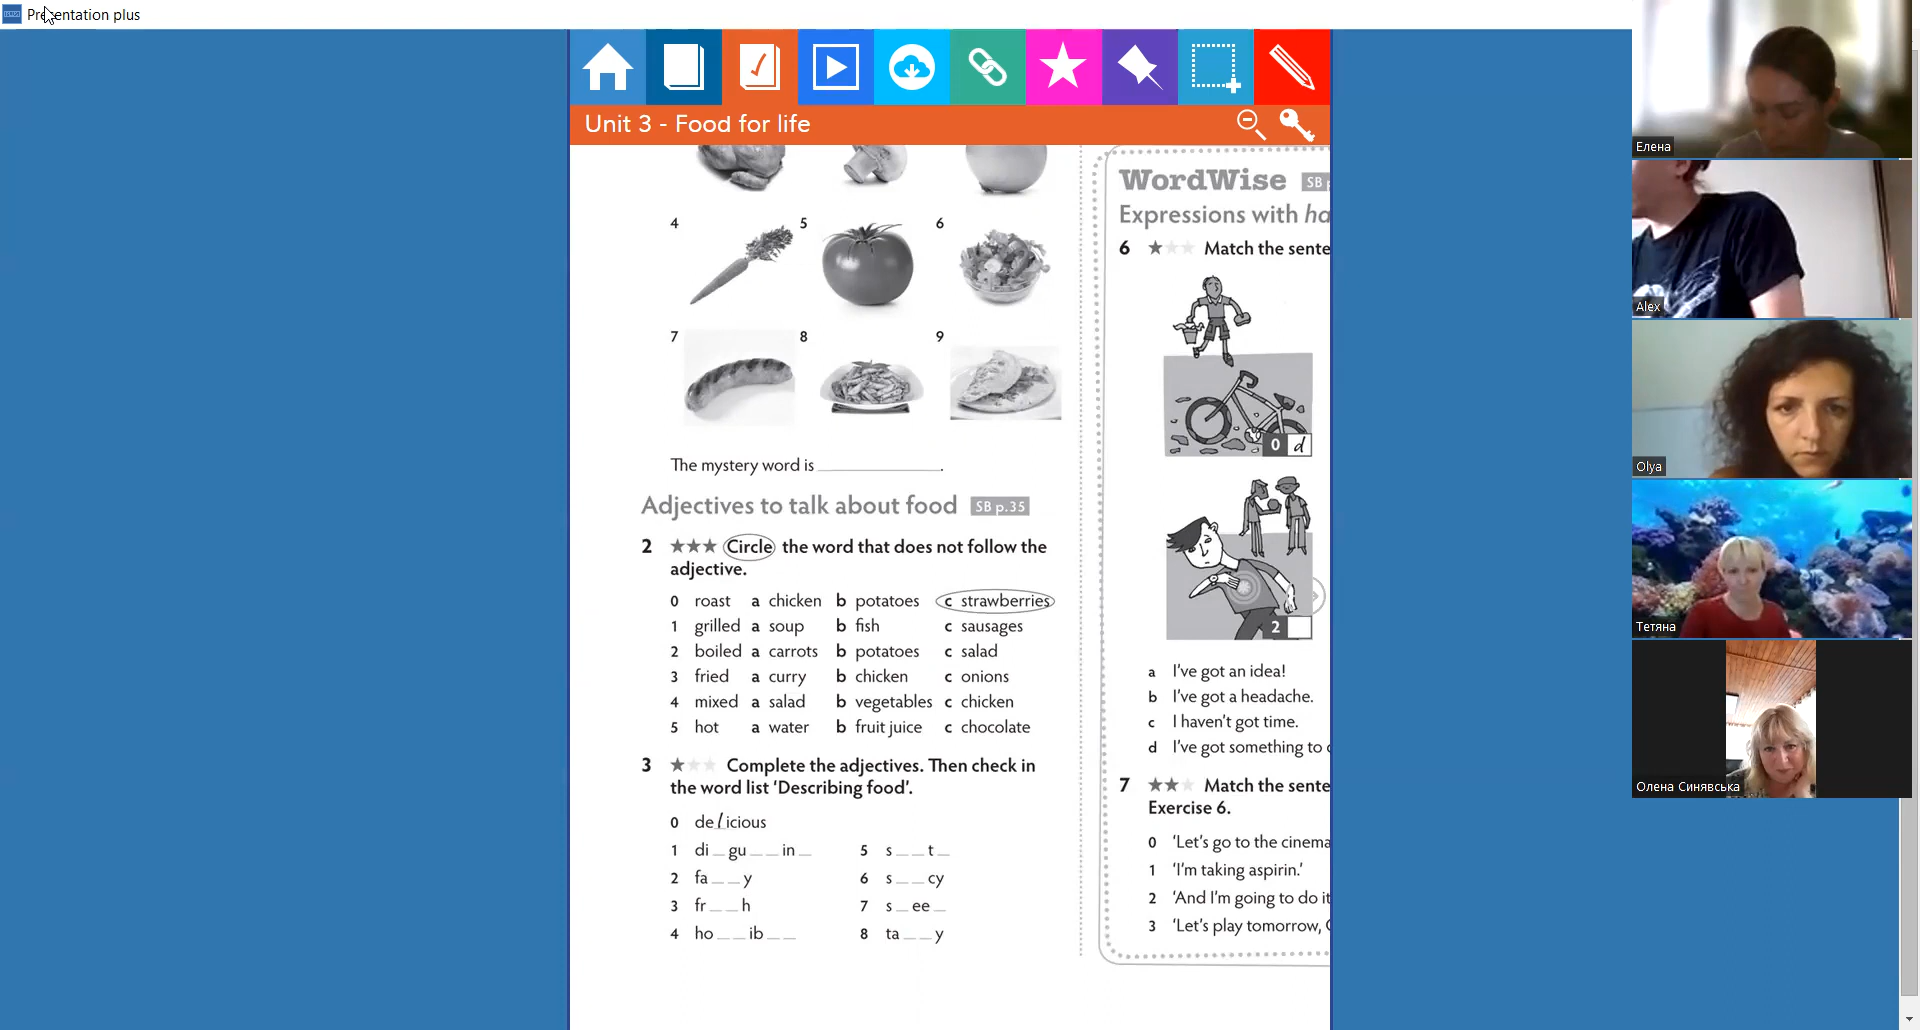 Presentation plus
Unit 3 - Food for life
4
5
6
7
8
9
The mystery word is ____________.
Adjectives to talk about food SB p.35
2 ★★★ Circle the word that does not follow the
adjective.
0 roast a chicken b potatoes c strawberries
1 grilled a soup b fish c sausages
2 boiled a carrots b potatoes c salad
3 fried a curry b chicken c onions
4 mixed a salad b vegetables c chicken
5 hot a water b fruit juice c chocolate
3 ★☆☆ Complete the adjectives. Then check in
the word list 'Describing food'.
0 delicious
1 di _ gu _ _ in _
2 fa _ _ y
3 fr _ _ h
4 ho _ _ ib _ _
5 s _ _ t _
6 s _ _ cy
7 s _ ee _
8 ta _ _ y
WordWise SB
Expressions with
6 ★☆☆ Match the
0 d
2
a I've got an idea!
b I've got a headache.
c I haven't got time.
d I've got something to
7 ★★☆ Match the
Exercise 6.
0 'Let's go to the cinema
1 'I'm taking aspirin.'
2 'And I'm going to do it
3 'Let's play tomorrow,
Елена
Alex
Olya
Тетяна
Олена Синявська